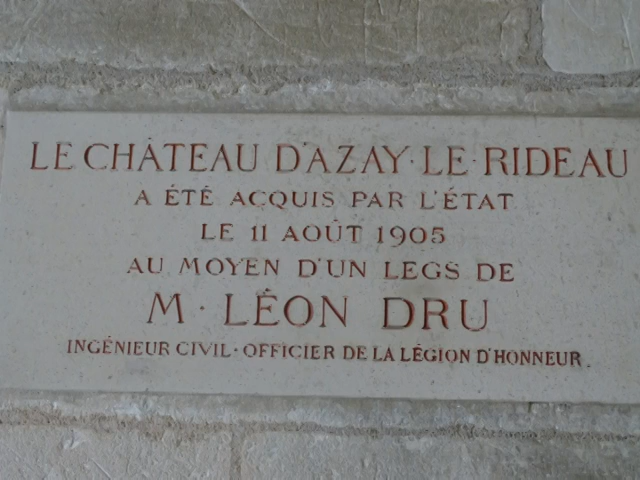 LE CHÂTEAU D'AZAY·LE·RIDEAU
A ÉTÉ ACQUIS PAR L'ÉTAT
LE 11 AOÛT 1905
AU MOYEN D'UN LEGS DE
M· LÉON DRU
INGÉNIEUR CIVIL·OFFICIER DE LA LÉGION D'HONNEUR.